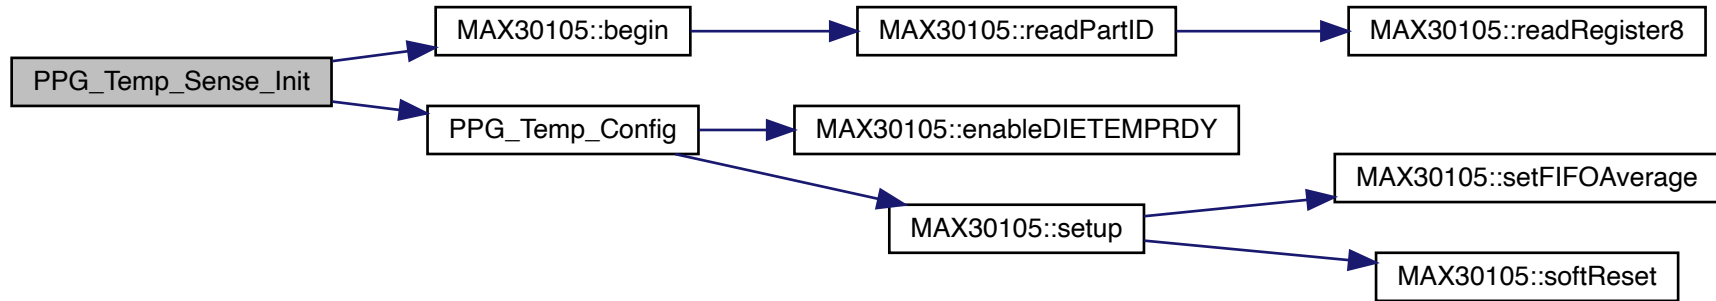 PPG_Temp_Sense_Init
MAX30105::begin
MAX30105::readPartID
MAX30105::readRegister8
PPG_Temp_Config
MAX30105::enableDIETEMPRDY
MAX30105::setup
MAX30105::setFIFOAverage
MAX30105::softReset